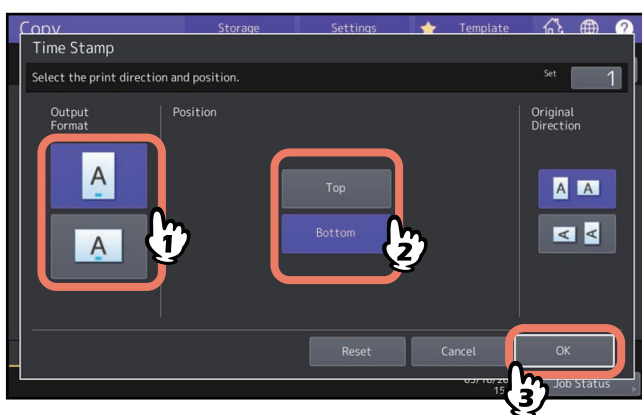 Copy Storage Settings Template ?
Time Stamp
Select the print direction and position. Set 1
Output
Format
Position
Original
Direction
A
A
Top
Bottom
A A
A A
1
2
Reset Cancel OK
15
Job Status
3